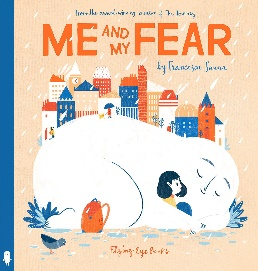 from the award-winning creator of The Journey
ME AND MY FEAR
by Francesca Sanna
Flying Eye Books